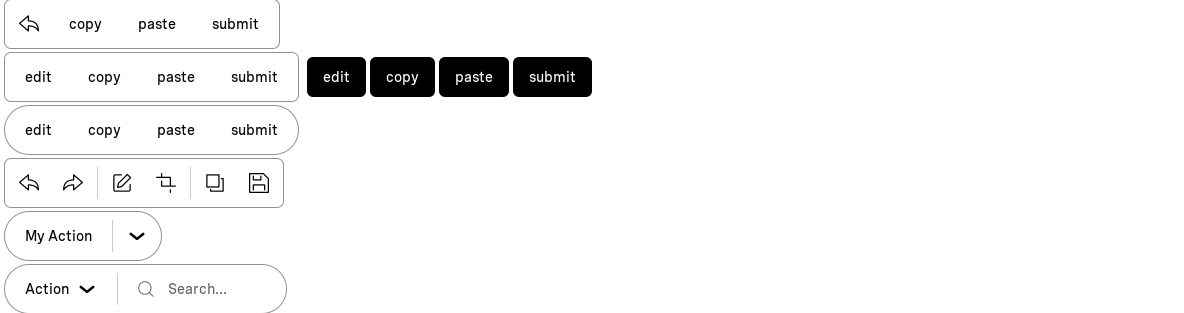 copy paste submit
edit copy paste submit edit copy paste submit
edit copy paste submit
My Action
Action Search...